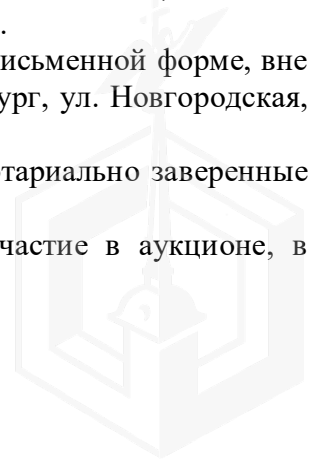 .
исьменной форме, вне
ург, ул. Новгородская,
тариально заверенные
частие в аукционе, в